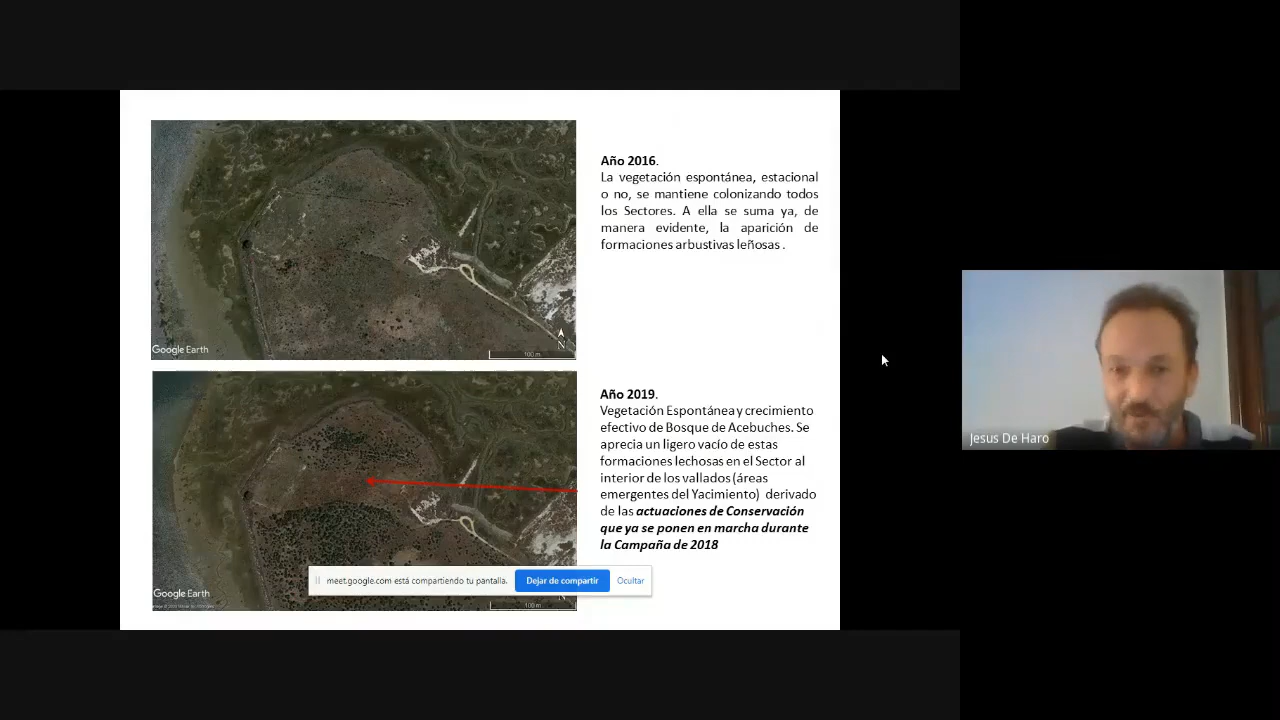 Año 2016.
La vegetación espontánea, estacional
o no, se mantiene colonizando todos
los Sectores. A ella se suma ya, de
manera evidente, la aparición de
formaciones arbustivas leñosas .
Google Earth
N
100 m
Año 2019.
Vegetación Espontánea y crecimiento
efectivo de Bosque de Acebuches. Se
aprecia un ligero vacío de estas
formaciones lechosas en el Sector al
interior de los vallados (áreas
emergentes del Yacimiento) derivado
de las actuaciones de Conservación
que ya se ponen en marcha durante
la Campaña de 2018
Google Earth
100 m
meet.google.com está compartiendo tu pantalla.
Dejar de compartir
Ocultar
Jesus De Haro